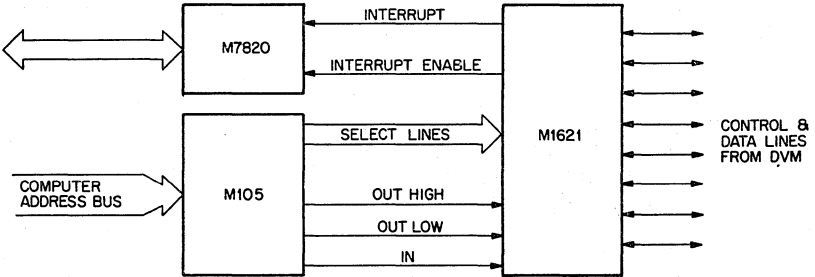 INTERRUPT
M7820
INTERRUPT ENABLE
SELECT LINES
M1621
CONTROL &
DATA LINES
FROM DVM
COMPUTER
ADDRESS BUS
M105
OUT HIGH
OUT LOW
IN